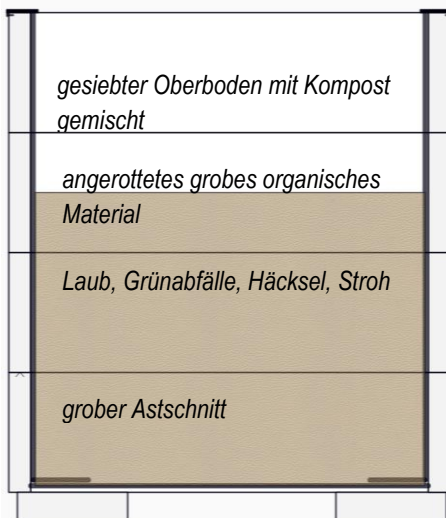 gesiebter Oberboden mit Kompost
gemischt
angerottetes grobes organisches
Material
Laub, Grünabfälle, Häcksel, Stroh
grober Astschnitt